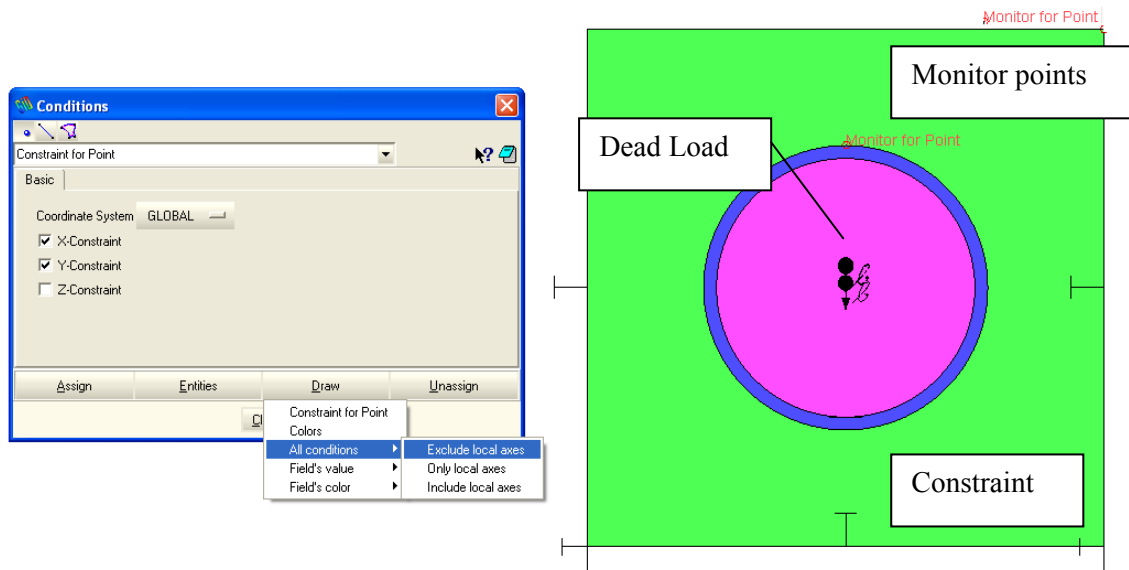 Conditions
Constraint for Point
Basic
Coordinate System GLOBAL
X-Constraint
Y-Constraint
Z-Constraint
Assign Entities Draw Unassign
Constraint for Point
Colors
All conditions
Field's value
Field's color
Exclude local axes
Only local axes
Include local axes
Monitor for Point
Monitor points
Dead Load
Monitor for Point
Constraint